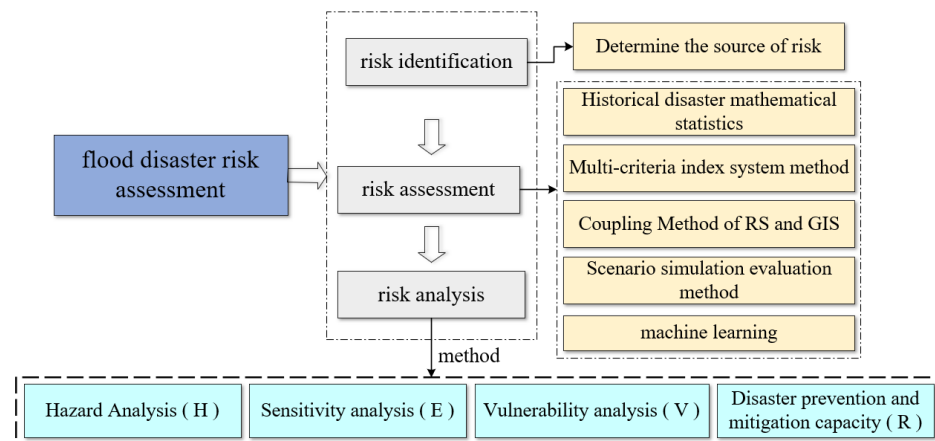 risk identification
Determine the source of risk
Historical disaster mathematical
statistics
flood disaster risk
assessment
risk assessment
Multi-criteria index system method
Coupling Method of RS and GIS
Scenario simulation evaluation
method
risk analysis
machine learning
method
Hazard Analysis ( H )
Sensitivity analysis ( E )
Vulnerability analysis ( V )
Disaster prevention and
mitigation capacity ( R )